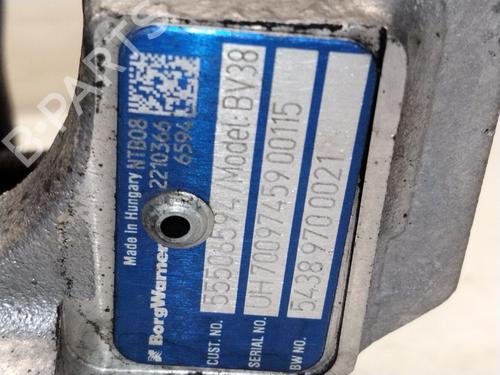 B-PARTS
Made in Hungary NTB08
2210366
6594
BorgWarner
CUST. NO. 55508594/Model: BV38
SERIAL NO. UH70097459 00115
BW NO. 5438 970 0021